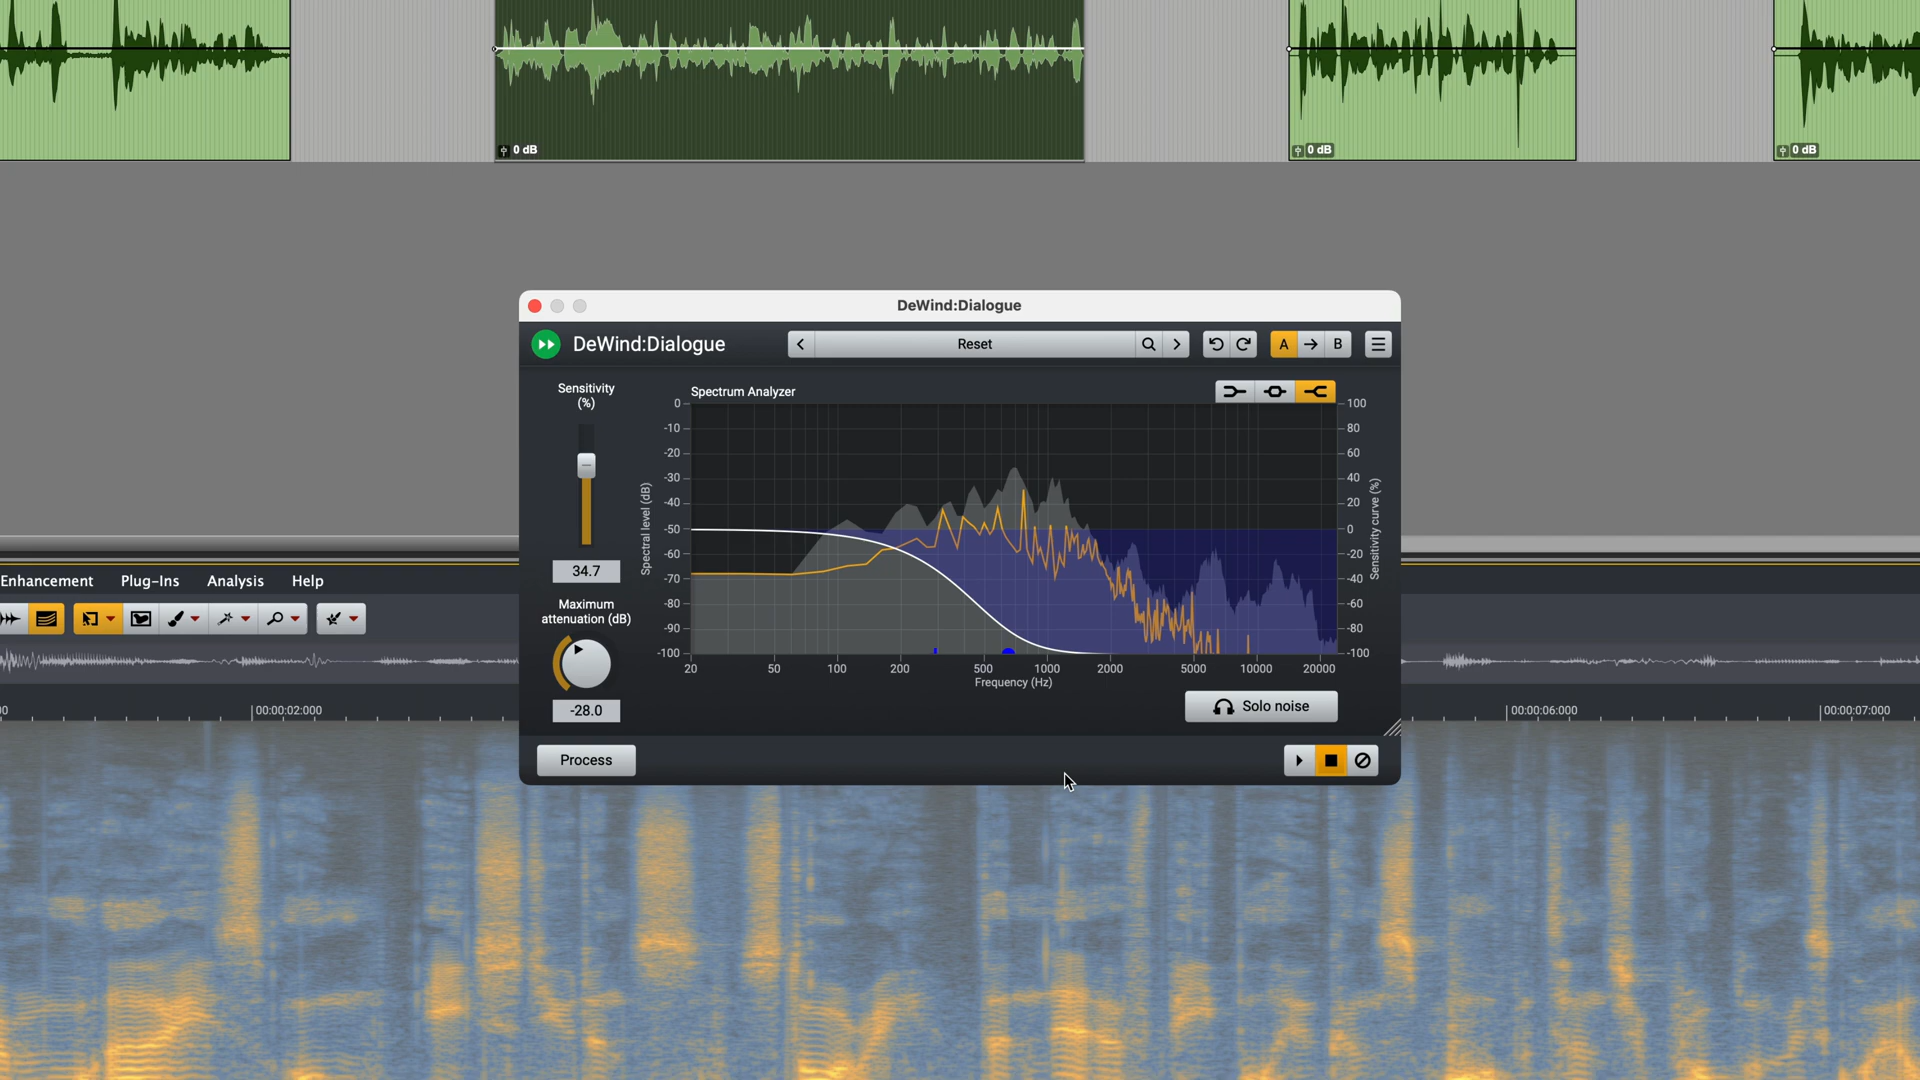 0 dB
0 dB
0 dB
DeWind:Dialogue
DeWind:Dialogue
Reset
A
B
Sensitivity
(%)
34.7
Maximum
attenuation (dB)
-28.0
Spectrum Analyzer
Spectral level (dB)
0
-10
-20
-30
-40
-50
-60
-70
-80
-90
-100
100
80
60
40
20
0
-20
-40
-60
-80
-100
Sensitivity curve (%)
20
50
100
200
500
1000
2000
5000
10000
20000
Frequency (Hz)
Solo noise
Process
Enhancement
Plug-Ins
Analysis
Help
00:00:02:000
00:00:06:000
00:00:07:000